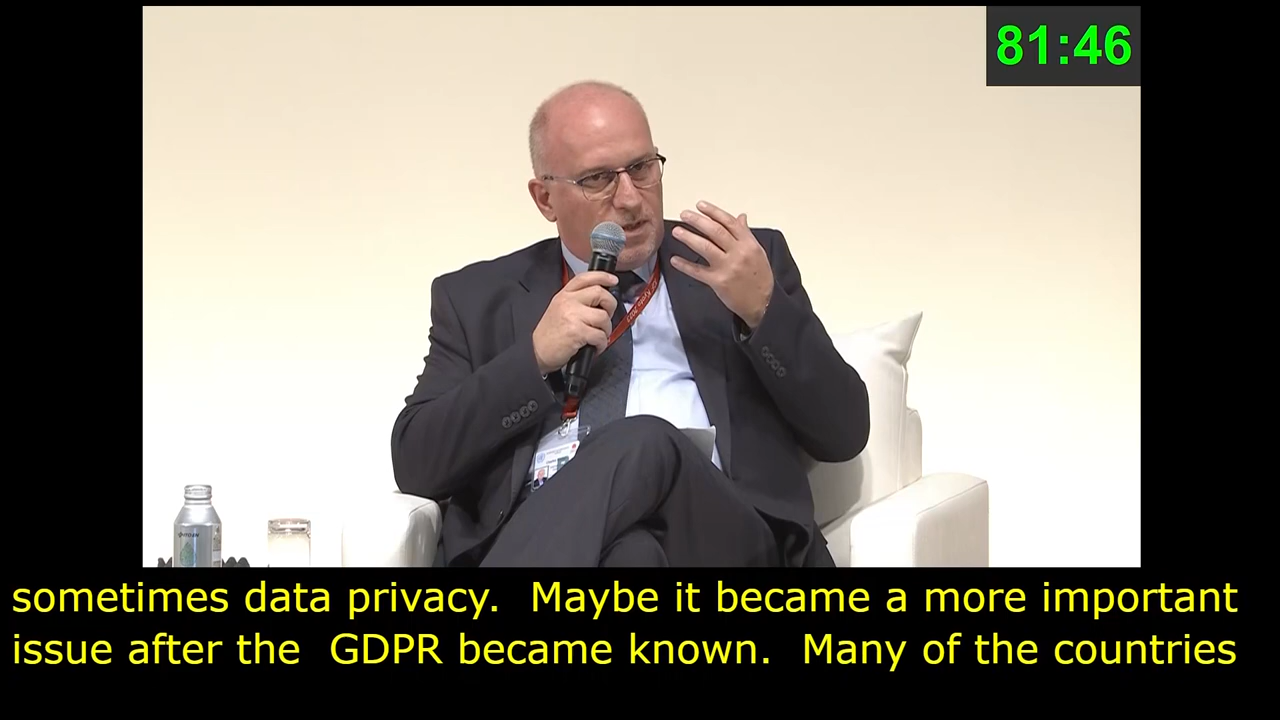 81:46
sometimes data privacy.  Maybe it became a more important
issue after the  GDPR became known.  Many of the countries